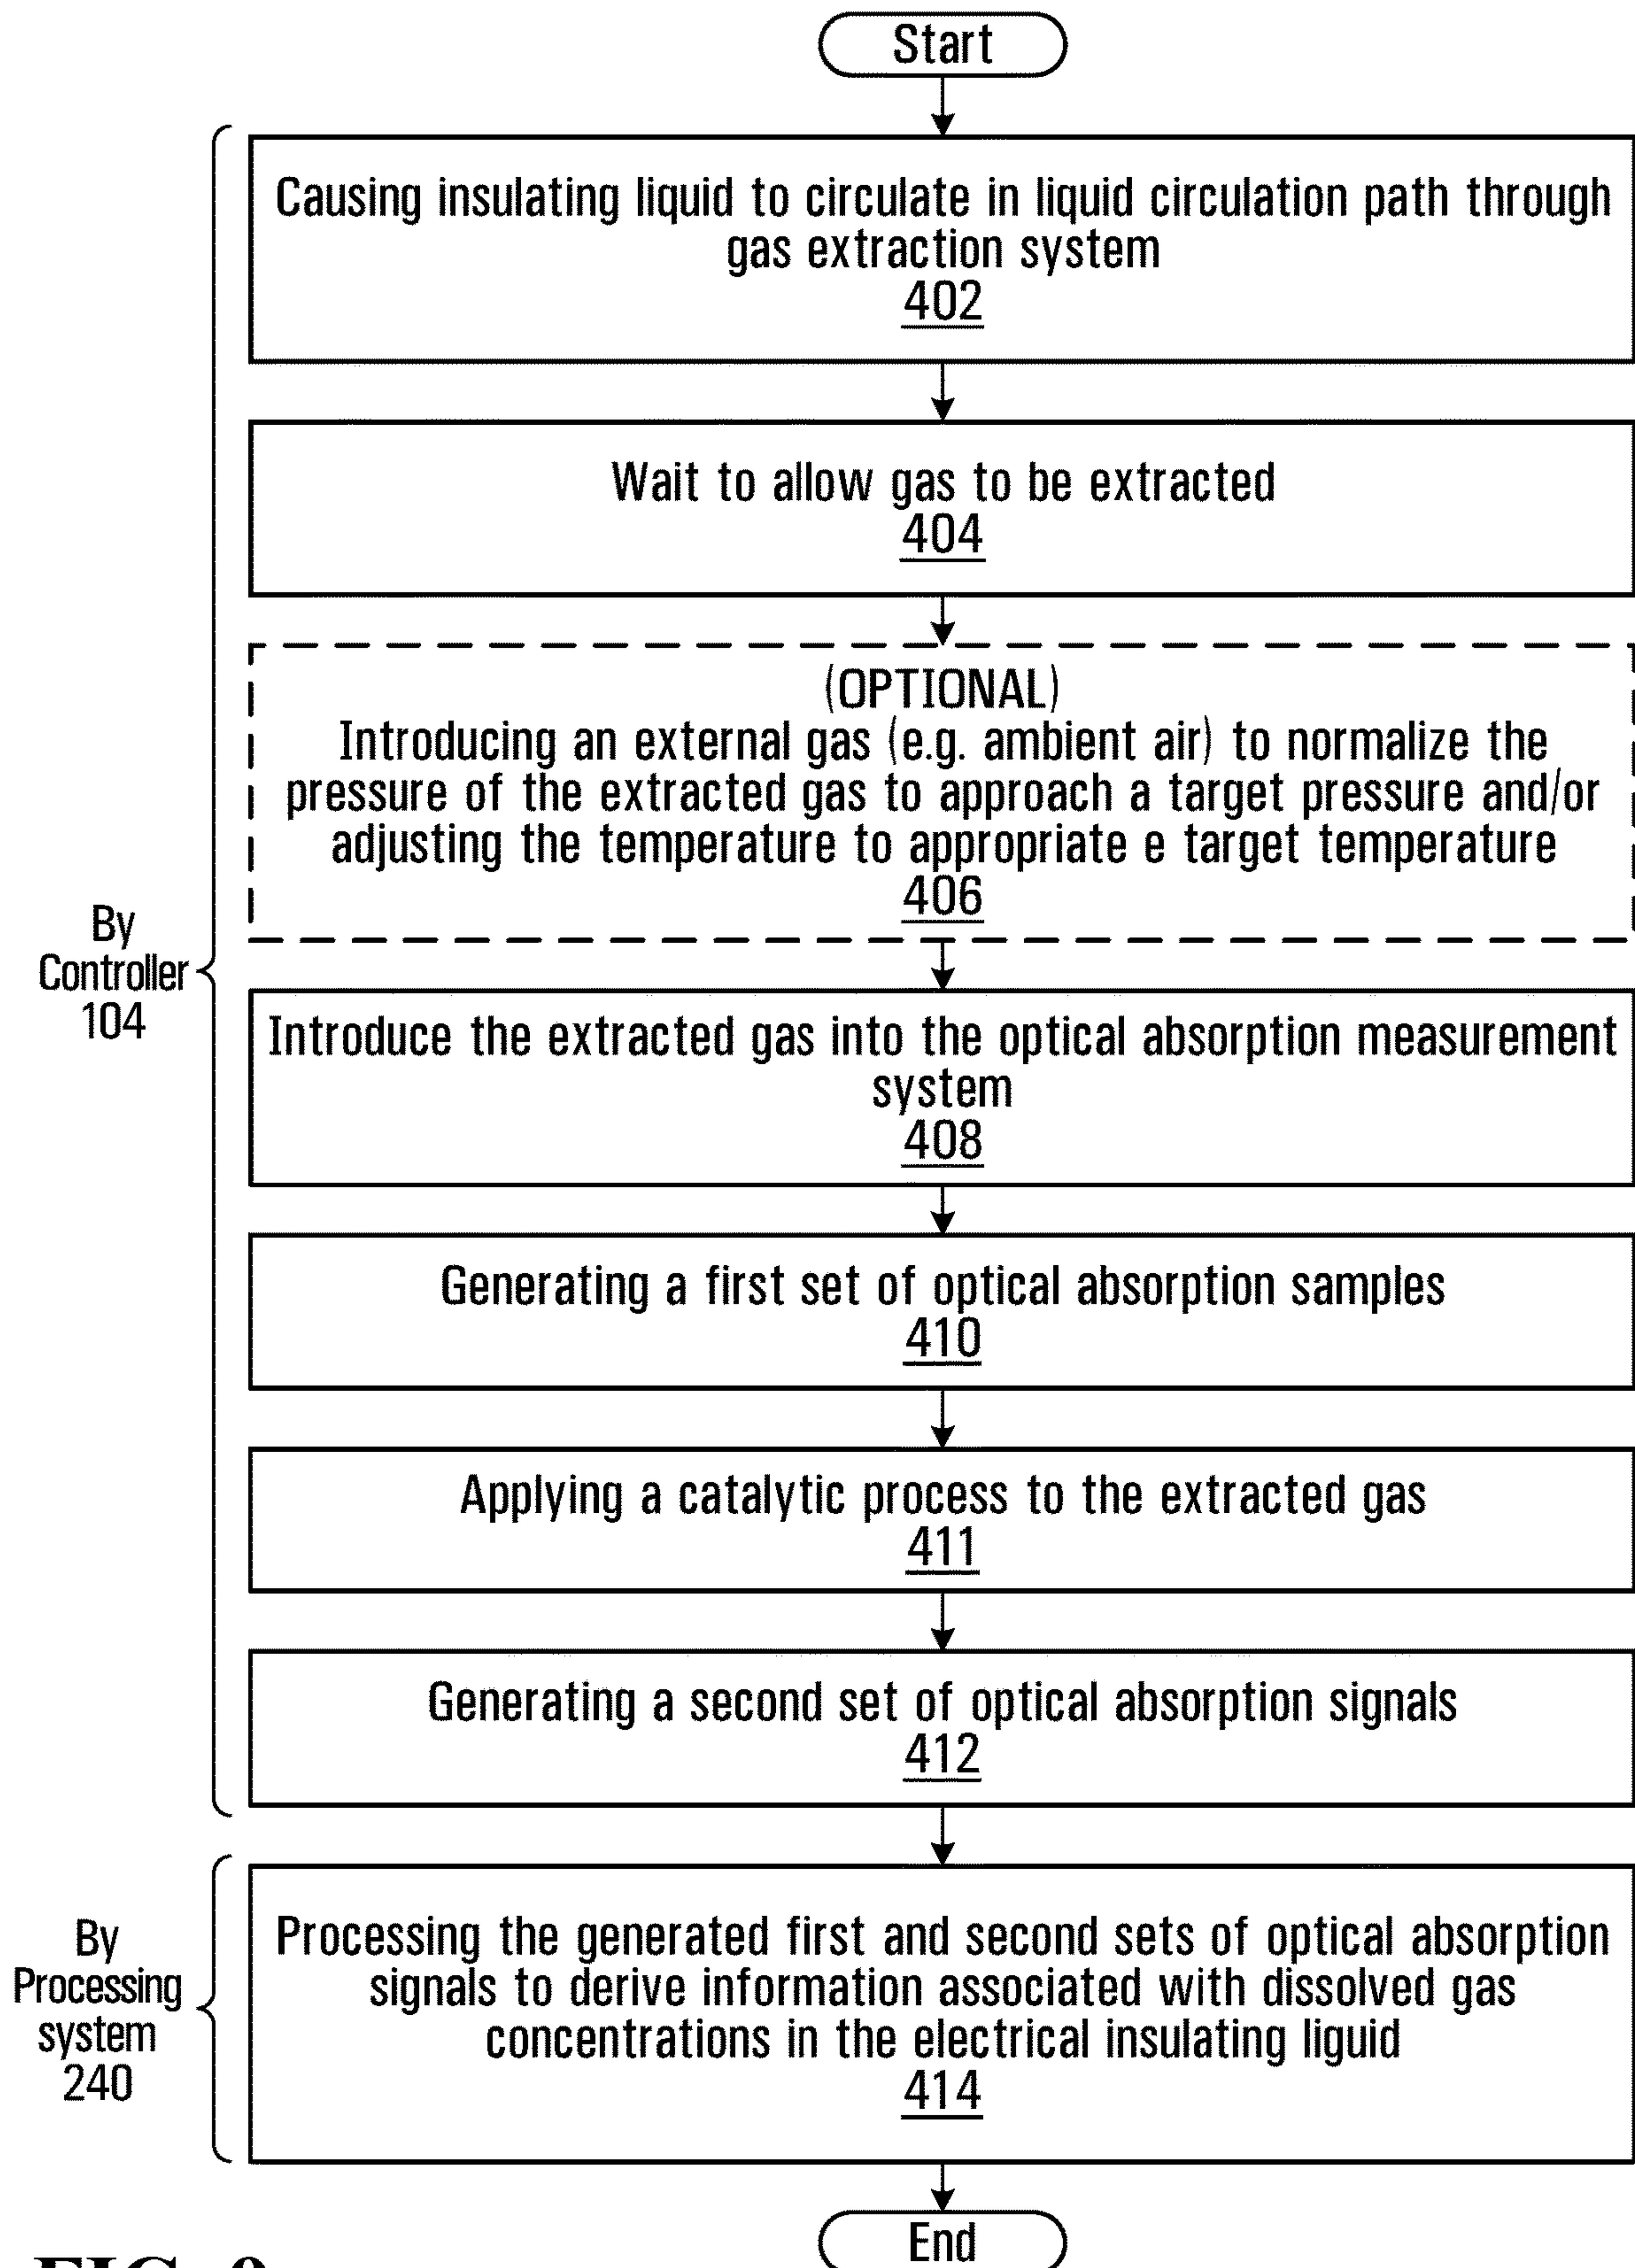 Start
Causing insulating liquid to circulate in liquid circulation path through
gas extraction system
402
Wait to allow gas to be extracted
404
(OPTIONAL)
Introducing an external gas (e.g. ambient air) to normalize the
pressure of the extracted gas to approach a target pressure and/or
adjusting the temperature to appropriate e target temperature
406
By
Controller
104
Introduce the extracted gas into the optical absorption measurement
system
408
Generating a first set of optical absorption samples
410
Applying a catalytic process to the extracted gas
411
Generating a second set of optical absorption signals
412
By
Processing
system
240
Processing the generated first and second sets of optical absorption
signals to derive information associated with dissolved gas
concentrations in the electrical insulating liguid
414
End